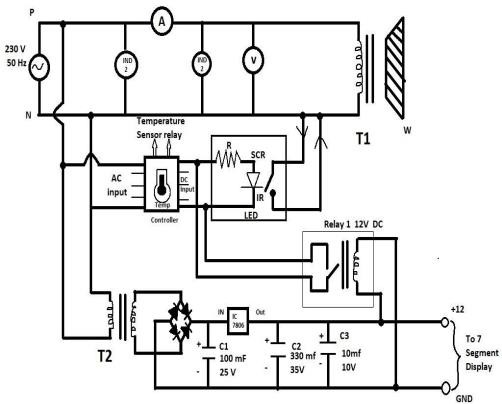 P
A
230 V
50 Hz
IND
2
IND
2
V
N
T1
W
Temperature
Sensor relay
R
SCR
AC
input
DC
input
IR
Temp
LED
Controller
Relay 1 12V DC
IN
Out
+12
IC
7806
T2
+
C1
100 mF
25 V
-
+
C2
330 mf
35V
-
+
C3
10mf
10V
-
To 7
Segment
Display
GND